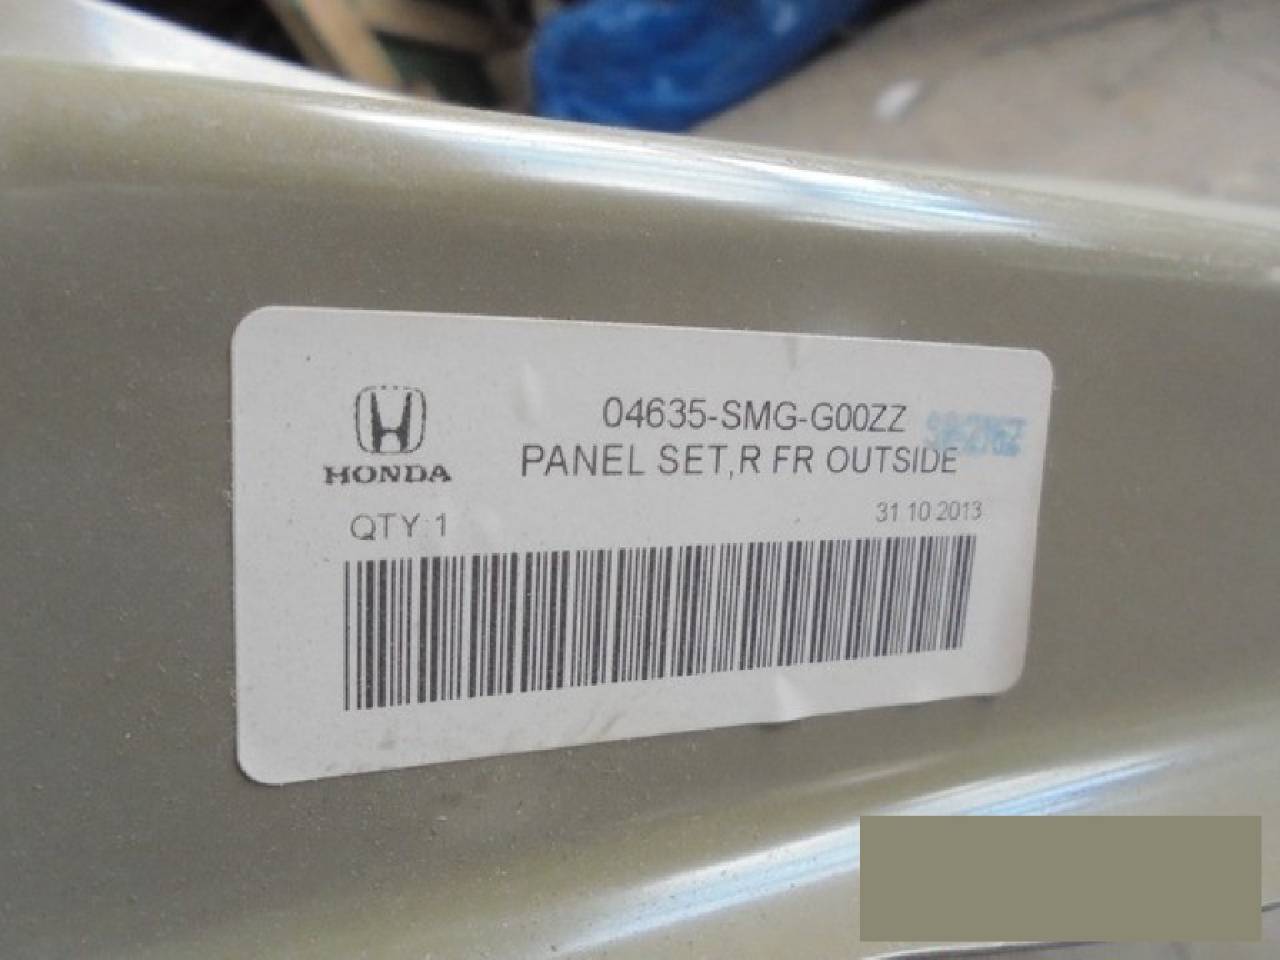 04635-SMG-G00ZZ
PANEL SET,R FR OUTSIDE
HONDA
QTY 1
31 10 2013